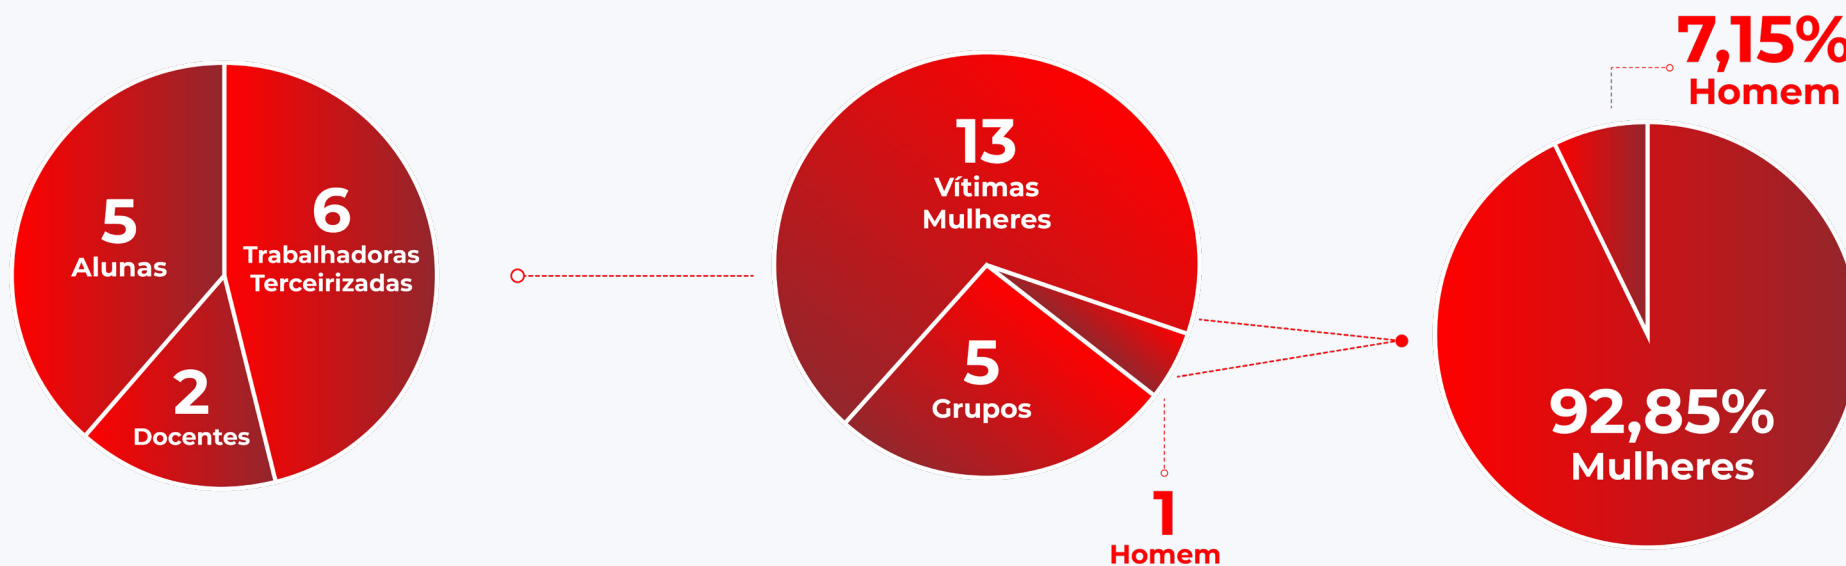 5
Alunas
6
Trabalhadoras
Terceirizadas
2
Docentes
13
Vítimas
Mulheres
5
Grupos
1
Homem
7,15%
Homem
92,85%
Mulheres